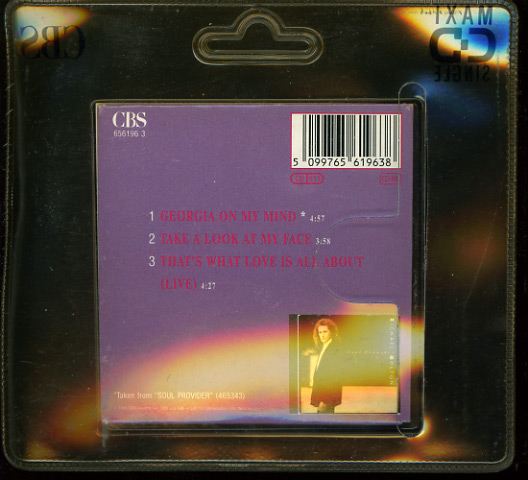 CBS
MAXI
CD
SINGLE
CBS
656196-3
5 099765 619638
1 GEORGIA ON MY MIND * 4:57
2 TAKE A LOOK AT MY FACE 3:58
3 THAT'S WHAT LOVE IS ALL ABOUT
(LIVE) 4:27
"Taken from "SOUL PROVIDER" (465343)